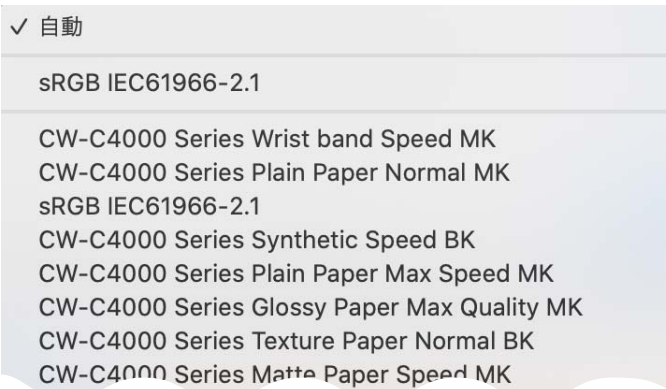 ✓ 自動
sRGB IEC61966-2.1
CW-C4000 Series Wrist band Speed MK
CW-C4000 Series Plain Paper Normal MK
sRGB IEC61966-2.1
CW-C4000 Series Synthetic Speed BK
CW-C4000 Series Plain Paper Max Speed MK
CW-C4000 Series Glossy Paper Max Quality MK
CW-C4000 Series Texture Paper Normal BK
CW-C4000 Series Matte Paper Speed MK